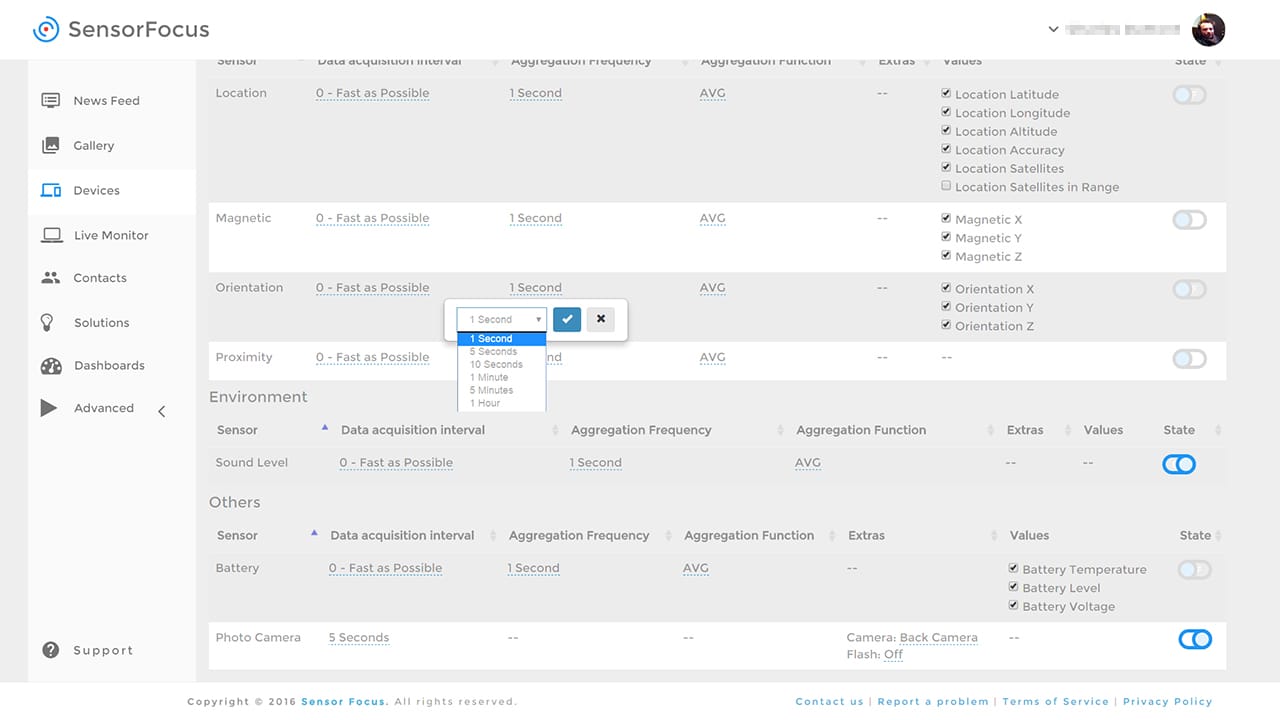 SensorFocus
Sensor Data acquisition interval Aggregation Frequency Aggregation Function Extras Values State
News Feed
Gallery
Devices
Live Monitor
Contacts
Solutions
Dashboards
Advanced
Support
Location 0 - Fast as Possible 1 Second AVG -- Location Latitude
Location Longitude
Location Altitude
Location Accuracy
Location Satellites
Location Satellites in Range
Magnetic 0 - Fast as Possible 1 Second AVG -- Magnetic X
Magnetic Y
Magnetic Z
Orientation 0 - Fast as Possible 1 Second AVG -- Orientation X
Orientation Y
Orientation Z
1 Second
1 Second
5 Seconds
10 Seconds
1 Minute
5 Minutes
1 Hour
Proximity 0 - Fast as Possible nd AVG -- --
Environment
Sensor Data acquisition interval Aggregation Frequency Aggregation Function Extras Values State
Sound Level 0 - Fast as Possible 1 Second AVG -- --
Others
Sensor Data acquisition interval Aggregation Frequency Aggregation Function Extras Values State
Battery 0 - Fast as Possible 1 Second AVG -- Battery Temperature
Battery Level
Battery Voltage
Photo Camera 5 Seconds -- -- Camera: Back Camera --
Flash: Off
Copyright © 2016 Sensor Focus. All rights reserved. Contact us | Report a problem | Terms of Service | Privacy Policy